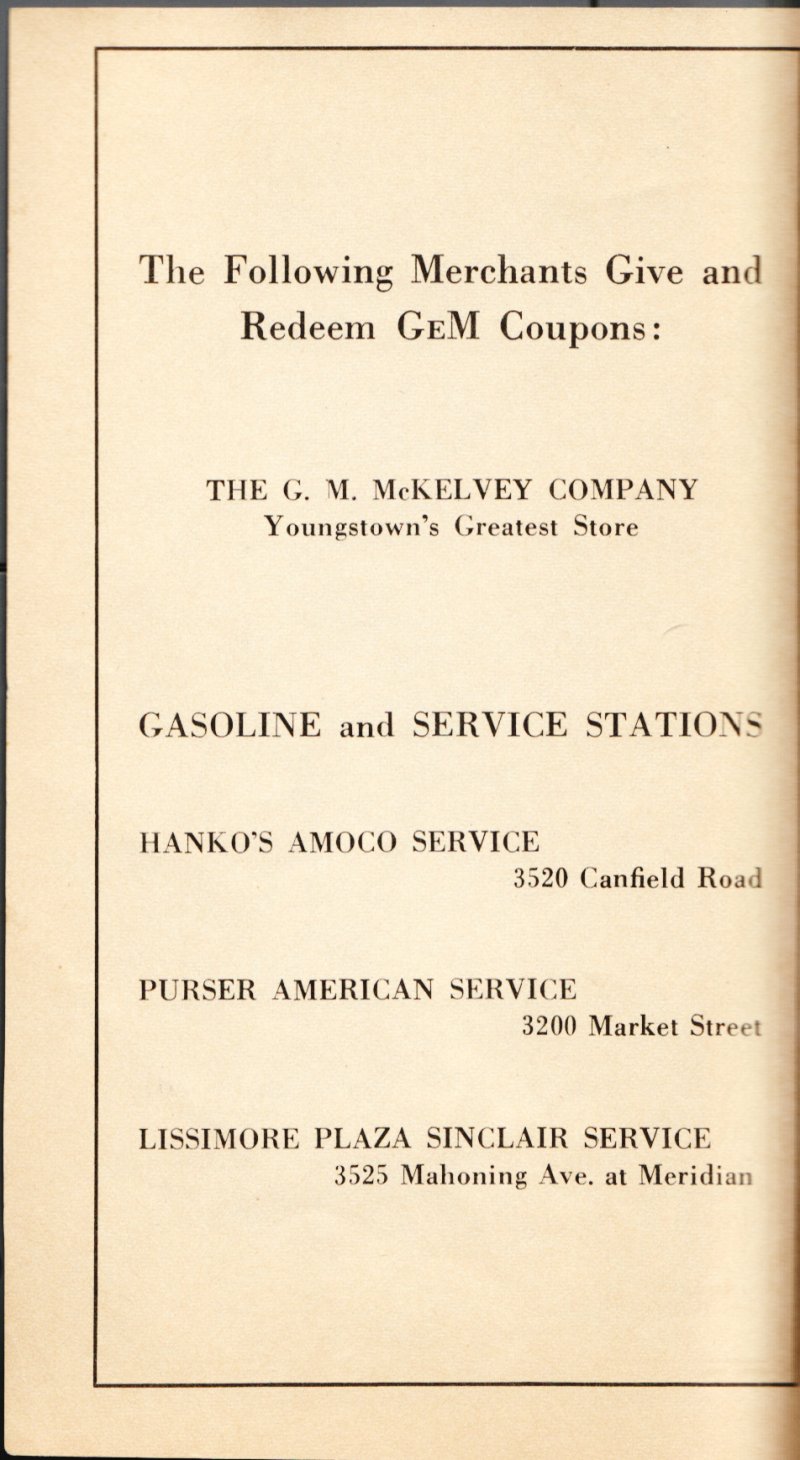 The Following Merchants Give and
Redeem GEM Coupons:
THE G. M. McKELVEY COMPANY
Youngstown's Greatest Store
GASOLINE and SERVICE STATIONS
HANKO'S AMOCO SERVICE
3520 Canfield Road
PURSER AMERICAN SERVICE
3200 Market Street
LISSIMORE PLAZA SINCLAIR SERVICE
3525 Mahoning Ave. at Meridian